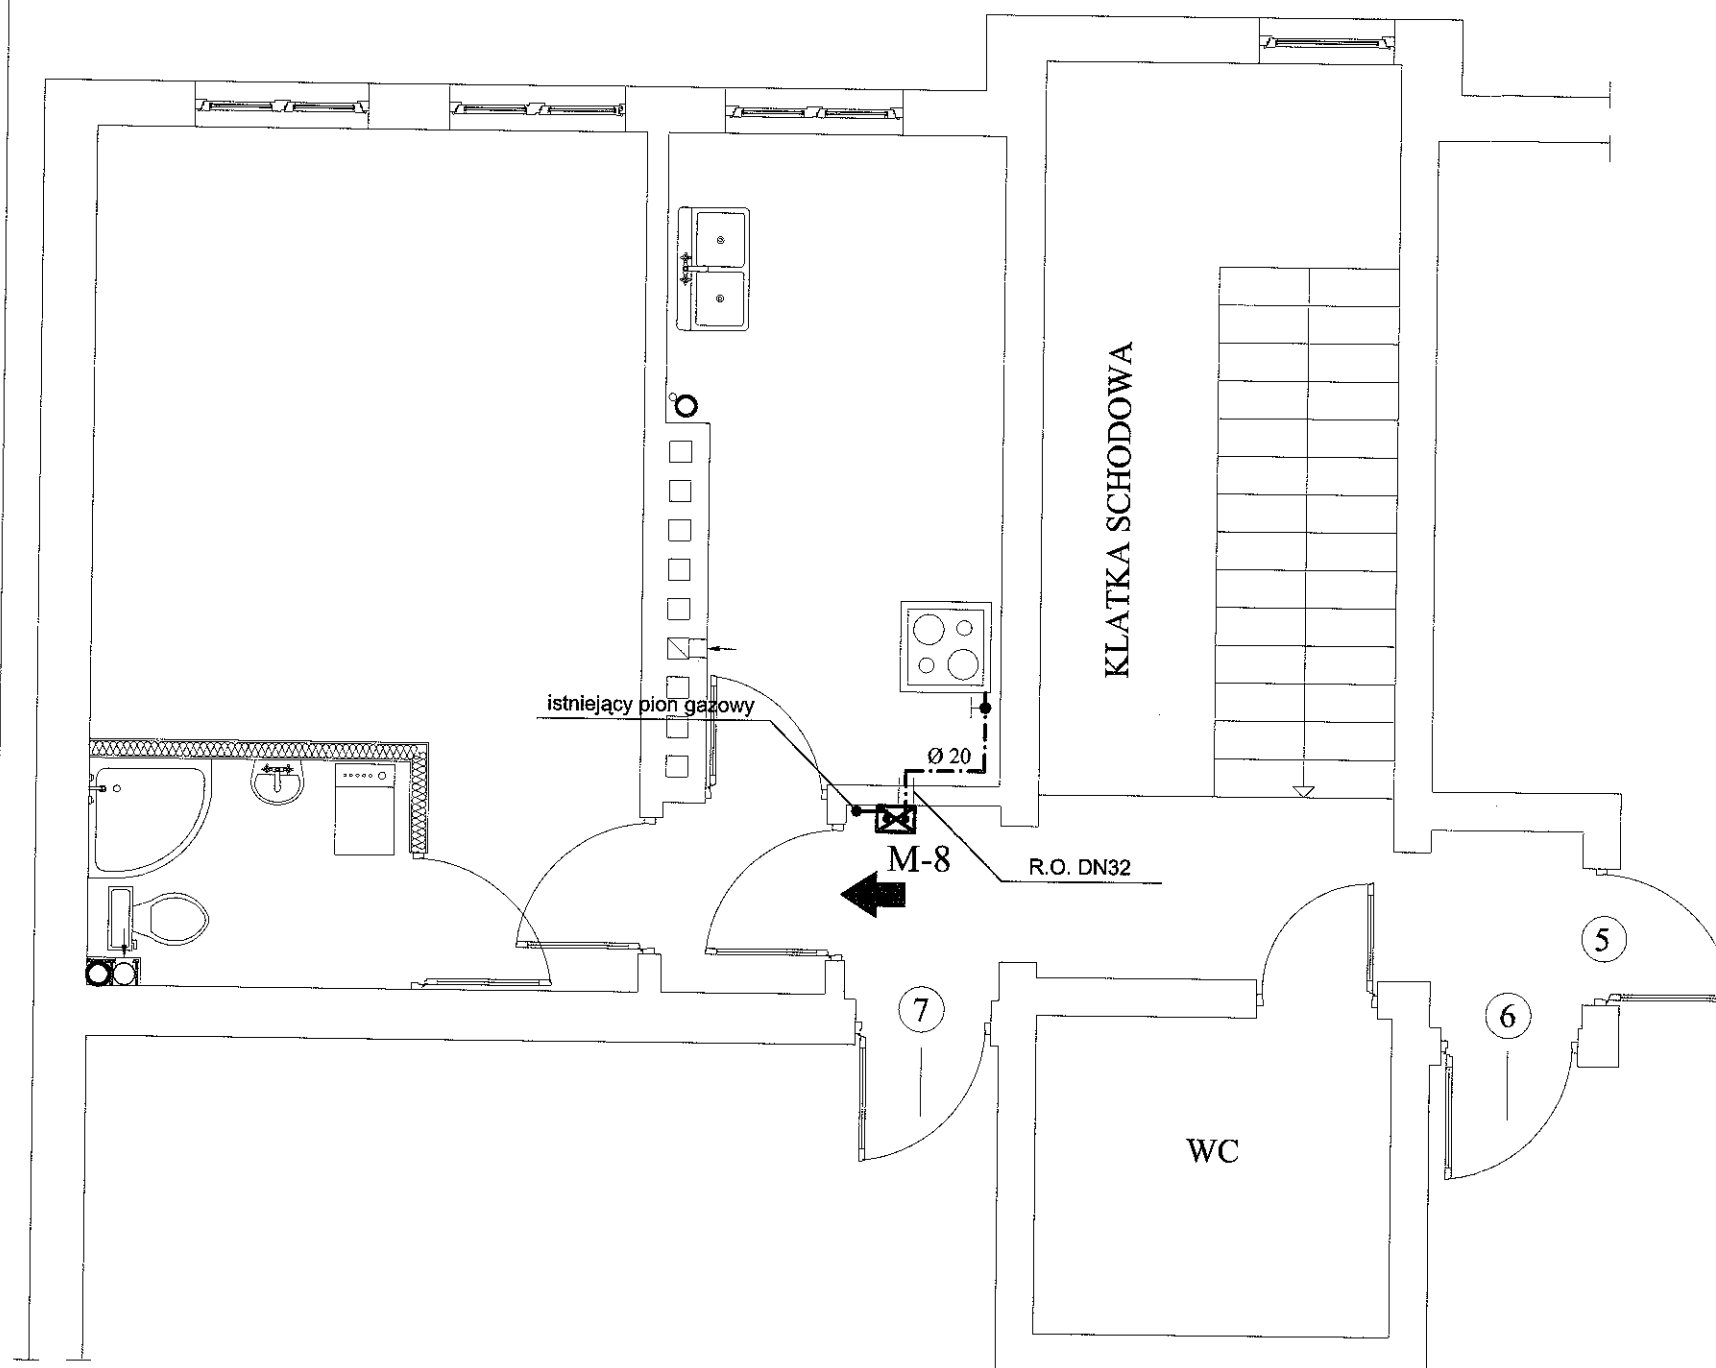 KLATKA SCHODOWA
istniejący pion gazowy
Ø 20
M-8
R.O. DN32
5
7
6
WC